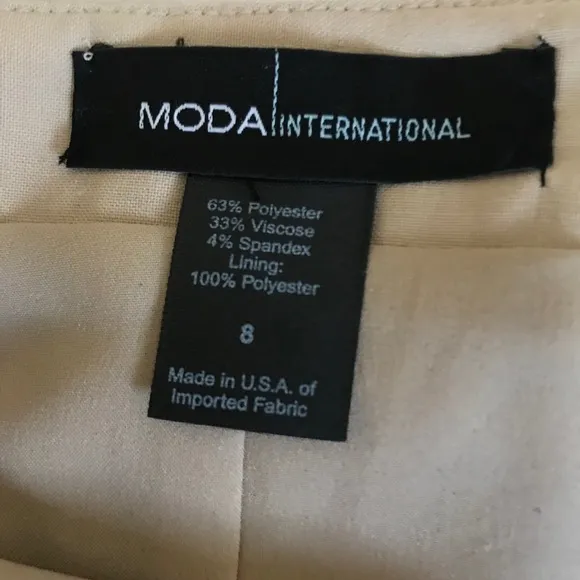 MODA INTERNATIONAL
63% Polyester
33% Viscose
4% Spandex
Lining:
100% Polyester
8
Made in U.S.A. of
Imported Fabric